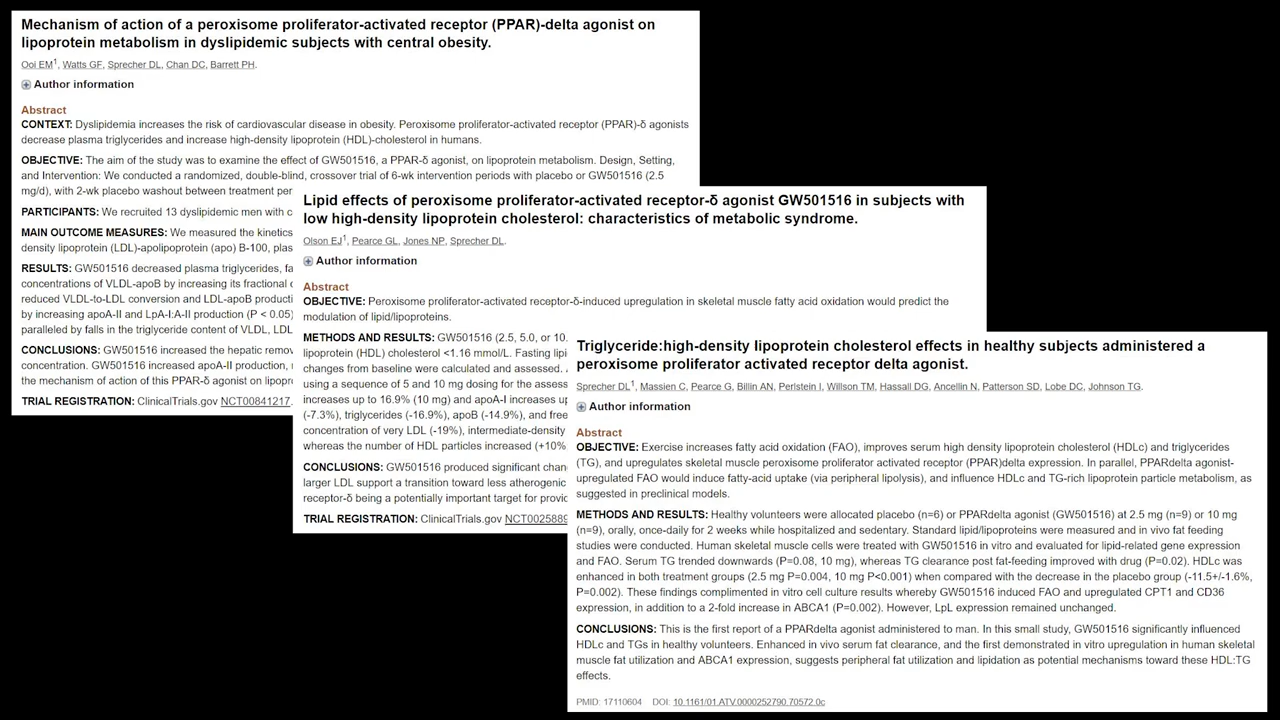 Mechanism of action of a peroxisome proliferator-activated receptor (PPAR)-delta agonist on
lipoprotein metabolism in dyslipidemic subjects with central obesity.
Ooi EM1, Watts GF, Sprecher DL, Chan DC, Barrett PH.
Author information
Abstract
CONTEXT: Dyslipidemia increases the risk of cardiovascular disease in obesity. Peroxisome proliferator-activated receptor (PPAR)-δ agonists
decrease plasma triglycerides and increase high-density lipoprotein (HDL)-cholesterol in humans.
OBJECTIVE: The aim of the study was to examine the effect of GW501516, a PPAR-δ agonist, on lipoprotein metabolism. Design, Setting,
and Intervention: We conducted a randomized, double-blind, crossover trial of 6-wk intervention periods with placebo or GW501516 (2.5
mg/d), with 2-wk placebo washout between treatment per
PARTICIPANTS: We recruited 13 dyslipidemic men with c
MAIN OUTCOME MEASURES: We measured the kinetics
density lipoprotein (LDL)-apolipoprotein (apo) B-100, plas
RESULTS: GW501516 decreased plasma triglycerides, fa
concentrations of VLDL-apoB by increasing its fractional c
reduced VLDL-to-LDL conversion and LDL-apoB producti
by increasing apoA-II and LpA-I:A-II production (P < 0.05)
paralleled by falls in the triglyceride content of VLDL, LDL
CONCLUSIONS: GW501516 increased the hepatic remov
concentration. GW501516 increased apoA-II production,
the mechanism of action of this PPAR-δ agonist on lipopr
TRIAL REGISTRATION: ClinicalTrials.gov NCT00841217.
Lipid effects of peroxisome proliferator-activated receptor-δ agonist GW501516 in subjects with
low high-density lipoprotein cholesterol: characteristics of metabolic syndrome.
Olson EJ1, Pearce GL, Jones NP, Sprecher DL.
Author information
Abstract
OBJECTIVE: Peroxisome proliferator-activated receptor-δ-induced upregulation in skeletal muscle fatty acid oxidation would predict the
modulation of lipid/lipoproteins.
METHODS AND RESULTS: GW501516 (2.5, 5.0, or 10.
lipoprotein (HDL) cholesterol <1.16 mmol/L. Fasting lipi
changes from baseline were calculated and assessed.
using a sequence of 5 and 10 mg dosing for the assess
increases up to 16.9% (10 mg) and apoA-I increases up
(-7.3%), triglycerides (-16.9%), apoB (-14.9%), and free
concentration of very LDL (-19%), intermediate-density
whereas the number of HDL particles increased (+10%
CONCLUSIONS: GW501516 produced significant chan
larger LDL support a transition toward less atherogenic
receptor-δ being a potentially important target for provid
TRIAL REGISTRATION: ClinicalTrials.gov NCT0025889
Triglyceride:high-density lipoprotein cholesterol effects in healthy subjects administered a
peroxisome proliferator activated receptor delta agonist.
Sprecher DL1, Massien C, Pearce G, Billin AN, Perlstein I, Willson TM, Hassall DG, Ancellin N, Patterson SD, Lobe DC, Johnson TG.
Author information
Abstract
OBJECTIVE: Exercise increases fatty acid oxidation (FAO), improves serum high density lipoprotein cholesterol (HDLc) and triglycerides
(TG), and upregulates skeletal muscle peroxisome proliferator activated receptor (PPAR)delta expression. In parallel, PPARdelta agonist-
upregulated FAO would induce fatty-acid uptake (via peripheral lipolysis), and influence HDLc and TG-rich lipoprotein particle metabolism, as
suggested in preclinical models.
METHODS AND RESULTS: Healthy volunteers were allocated placebo (n=6) or PPARdelta agonist (GW501516) at 2.5 mg (n=9) or 10 mg
(n=9), orally, once-daily for 2 weeks while hospitalized and sedentary. Standard lipid/lipoproteins were measured and in vivo fat feeding
studies were conducted. Human skeletal muscle cells were treated with GW501516 in vitro and evaluated for lipid-related gene expression
and FAO. Serum TG trended downwards (P=0.08, 10 mg), whereas TG clearance post fat-feeding improved with drug (P=0.02). HDLc was
enhanced in both treatment groups (2.5 mg P=0.004, 10 mg P<0.001) when compared with the decrease in the placebo group (-11.5+/-1.6%,
P=0.002). These findings complimented in vitro cell culture results whereby GW501516 induced FAO and upregulated CPT1 and CD36
expression, in addition to a 2-fold increase in ABCA1 (P=0.002). However, LpL expression remained unchanged.
CONCLUSIONS: This is the first report of a PPARdelta agonist administered to man. In this small study, GW501516 significantly influenced
HDLc and TGs in healthy volunteers. Enhanced in vivo serum fat clearance, and the first demonstrated in vitro upregulation in human skeletal
muscle fat utilization and ABCA1 expression, suggests peripheral fat utilization and lipidation as potential mechanisms toward these HDL:TG
effects.
PMID: 17110604 DOI: 10.1161/01.ATV.0000252790.70572.0c